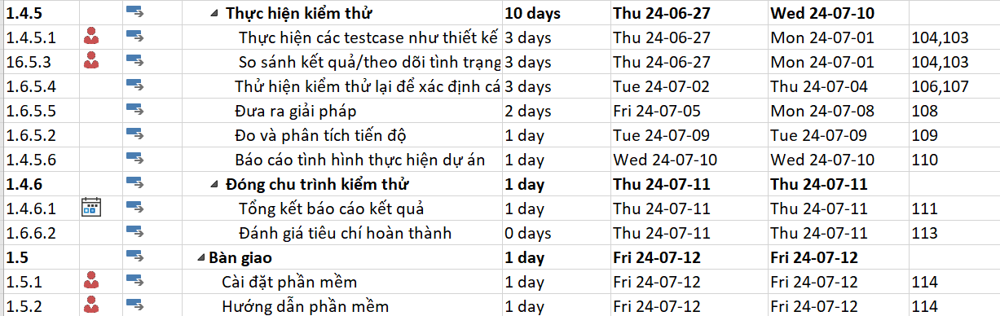 1.4.5 Thực hiện kiểm thử 10 days Thu 24-06-27 Wed 24-07-10
1.4.5.1 Thực hiện các testcase như thiết kế 3 days Thu 24-06-27 Mon 24-07-01 104,103
16.5.3 So sánh kết quả/theo dõi tình trạng 3 days Thu 24-06-27 Mon 24-07-01 104,103
1.6.5.4 Thử hiện kiểm thử lại để xác định cá 3 days Tue 24-07-02 Thu 24-07-04 106,107
1.6.5.5 Đưa ra giải pháp 2 days Fri 24-07-05 Mon 24-07-08 108
1.6.5.2 Đo và phân tích tiến độ 1 day Tue 24-07-09 Tue 24-07-09 109
1.4.5.6 Báo cáo tình hình thực hiện dự án 1 day Wed 24-07-10 Wed 24-07-10 110
1.4.6 Đóng chu trình kiểm thử 1 day Thu 24-07-11 Thu 24-07-11
1.4.6.1 Tổng kết báo cáo kết quả 1 day Thu 24-07-11 Thu 24-07-11 111
1.6.6.2 Đánh giá tiêu chí hoàn thành 0 days Thu 24-07-11 Thu 24-07-11 113
1.5 Bàn giao 1 day Fri 24-07-12 Fri 24-07-12
1.5.1 Cài đặt phần mềm 1 day Fri 24-07-12 Fri 24-07-12 114
1.5.2 Hướng dẫn phần mềm 1 day Fri 24-07-12 Fri 24-07-12 114